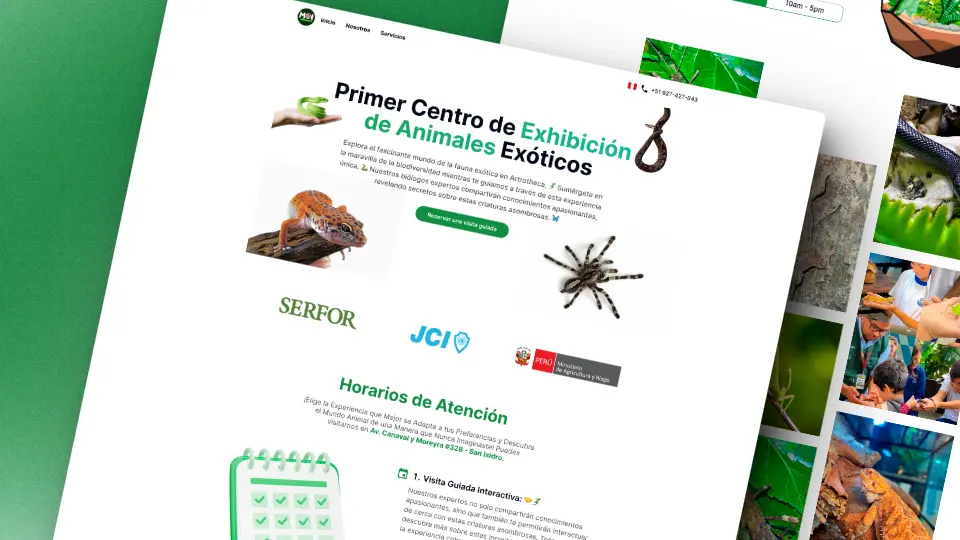 10am - 5pm
MGI
Inicio
Nosotros
Servicios
+51 927-427-843
Primer Centro de Exhibición
de Animales Exóticos
Explora el fascinante mundo de la fauna exótica en Artrotheca, Sumérgete en
la maravilla de la biodiversidad mientras te guiamos a través de esta experiencia
única. Nuestros biólogos expertos compartirán conocimientos apasionantes,
revelando secretos sobre estas criaturas asombrosas.
Reservar una visita guiada
SERFOR
JCI
PERÚ
Ministerio
de Agricultura y Riego
Horarios de Atención
¡Elige la Experiencia que Mejor se Adapte a tus Preferencias y Descubre
el Mundo Animal de una Manera que Nunca Imaginaste! Puedes
visitarnos en Av. Canaval y Moreyra #328 - San Isidro.
1. Visita Guiada Interactiva:
Nuestros expertos no solo compartirán conocimientos
apasionantes, sino que también te permitirán interactuar
de cerca con estas criaturas asombrosas.
descubre más sobre estas
la experiencia